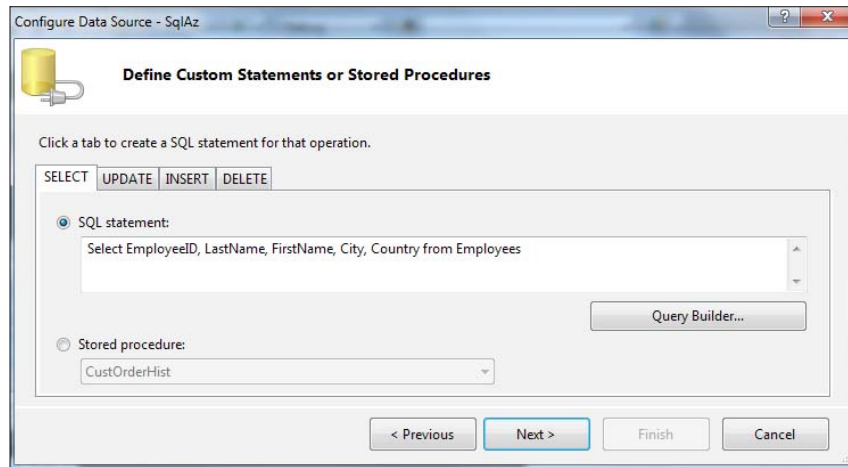 Configure Data Source - SqlAz
?
Define Custom Statements or Stored Procedures
Click a tab to create a SQL statement for that operation.
SELECT UPDATE INSERT DELETE
SQL statement:
Select EmployeeID, LastName, FirstName, City, Country from Employees
Query Builder...
Stored procedure:
CustOrderHist
< Previous Next > Finish Cancel